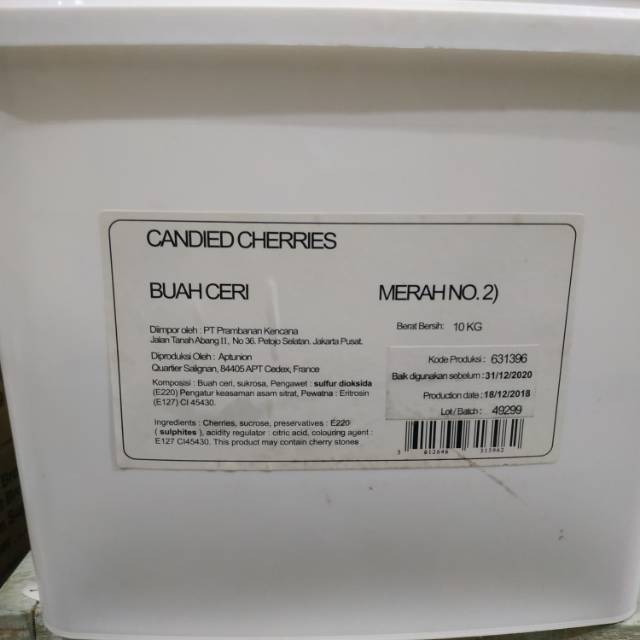 CANDIED CHERRIES
BUAH CERI MERAH NO. 2)
Diimpor oleh : PT Prambanan Kencana
Jalan Tanah Abang II, No 36. Petojo Selatan. Jakarta Pusat.
Diproduksi Oleh : Aptunion
Quartier Salignan, 84405 APT Cedex, France
Komposisi : Buah ceri, sukrosa, Pengawet : sulfur dioksida
(E220) Pengatur keasaman asam sitrat, Pewatna : Eritrosin
(E127) CI 45430.
Ingredients : Cherries, sucrose, preservatives : E220
( sulphites ), acidity regulator : citric acid, colouring agent :
E127 CI45430. This product may contain cherry stones
Berat Bersih: 10 KG
Kode Produksi : 631396
Baik digunakan sebelum : 31/12/2020
Production date : 18/12/2018
Lot / Batch : 49299